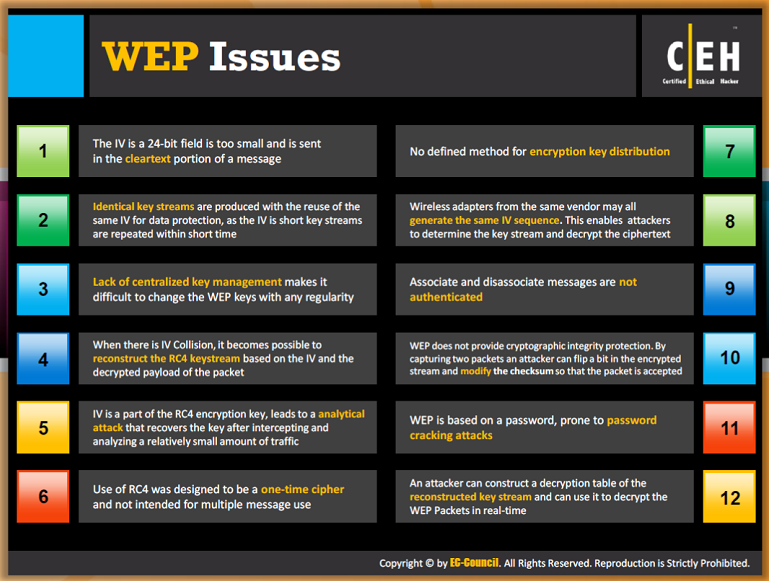 WEP Issues
C|EH
™
Certified Ethical Hacker
1
The IV is a 24-bit field is too small and is sent
in the cleartext portion of a message
2
Identical key streams are produced with the reuse of the
same IV for data protection, as the IV is short key streams
are repeated within short time
3
Lack of centralized key management makes it
difficult to change the WEP keys with any regularity
4
When there is IV Collision, it becomes possible to
reconstruct the RC4 keystream based on the IV and the
decrypted payload of the packet
5
IV is a part of the RC4 encryption key, leads to a analytical
attack that recovers the key after intercepting and
analyzing a relatively small amount of traffic
6
Use of RC4 was designed to be a one-time cipher
and not intended for multiple message use
No defined method for encryption key distribution
7
Wireless adapters from the same vendor may all
generate the same IV sequence. This enables attackers
to determine the key stream and decrypt the ciphertext
8
Associate and disassociate messages are not
authenticated
9
WEP does not provide cryptographic integrity protection. By
capturing two packets an attacker can flip a bit in the encrypted
stream and modify the checksum so that the packet is accepted
10
WEP is based on a password, prone to password
cracking attacks
11
An attacker can construct a decryption table of the
reconstructed key stream and can use it to decrypt the
WEP Packets in real-time
12
Copyright © by EC-Council. All Rights Reserved. Reproduction is Strictly Prohibited.